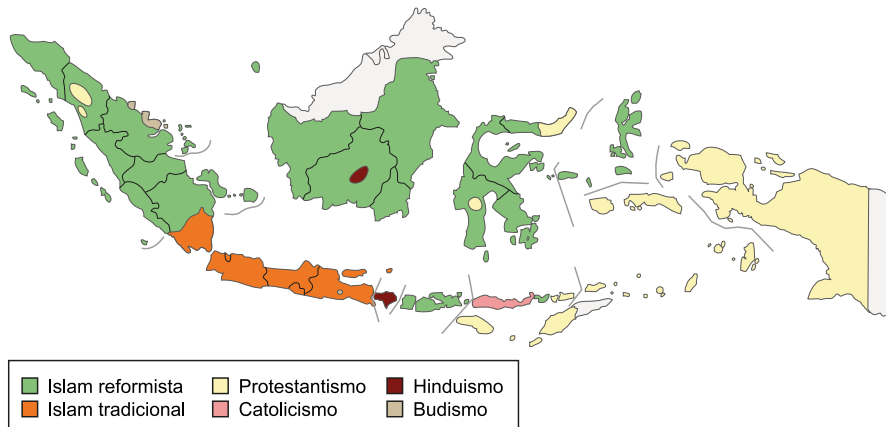 Islam reformista
Protestantismo
Hinduismo
Islam tradicional
Catolicismo
Budismo